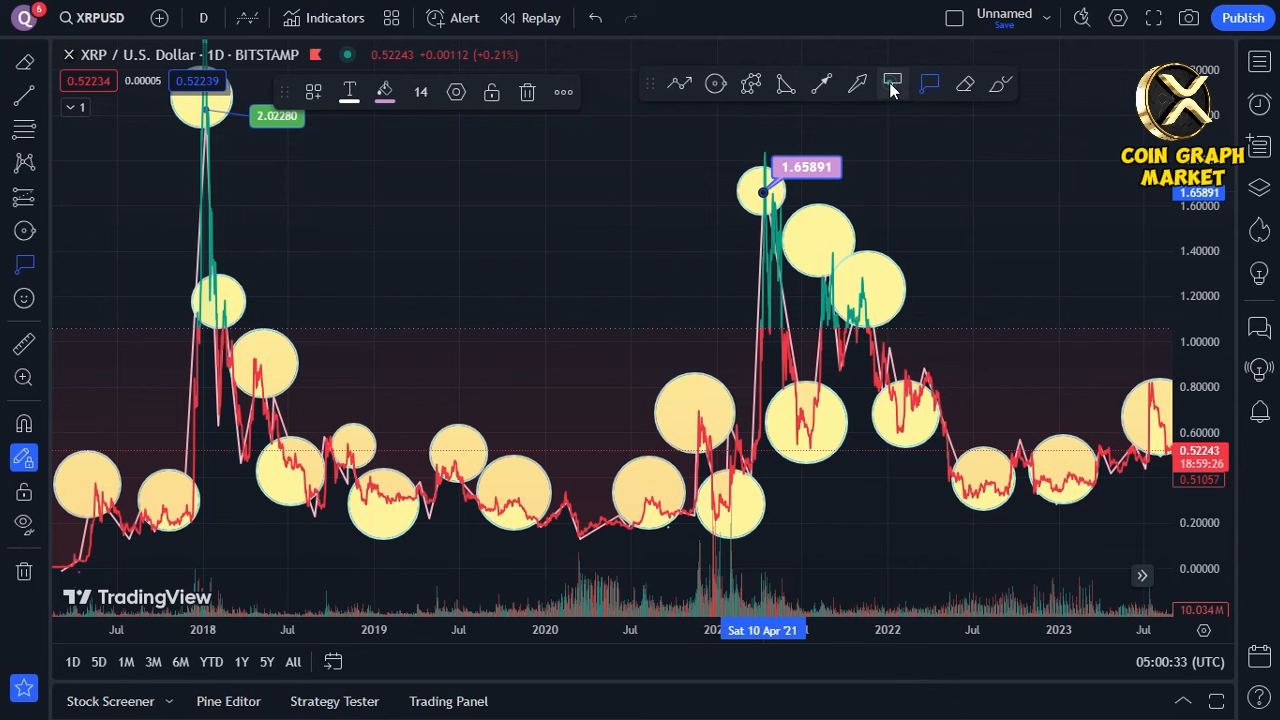 Q 6 XRPUSD D Indicators Alert Replay Unnamed Save Publish
XRP / U.S. Dollar · 1D · BITSTAMP 0.52243 +0.00112 (+0.21%)
0.52234 0.00005 0.52239
14
1
2.02280
COIN GRAPH
MARKET
1.65891
1.65891
1.60000
1.40000
1.20000
1.00000
0.80000
0.60000
0.52243
18:59:26
0.51057
0.20000
0.00000
TradingView
10.034M
Jul 2018 Jul 2019 Jul 2020 Jul Sat 10 Apr '21 2022 Jul 2023 Jul
1D 5D 1M 3M 6M YTD 1Y 5Y All 05:00:33 (UTC)
Stock Screener Pine Editor Strategy Tester Trading Panel